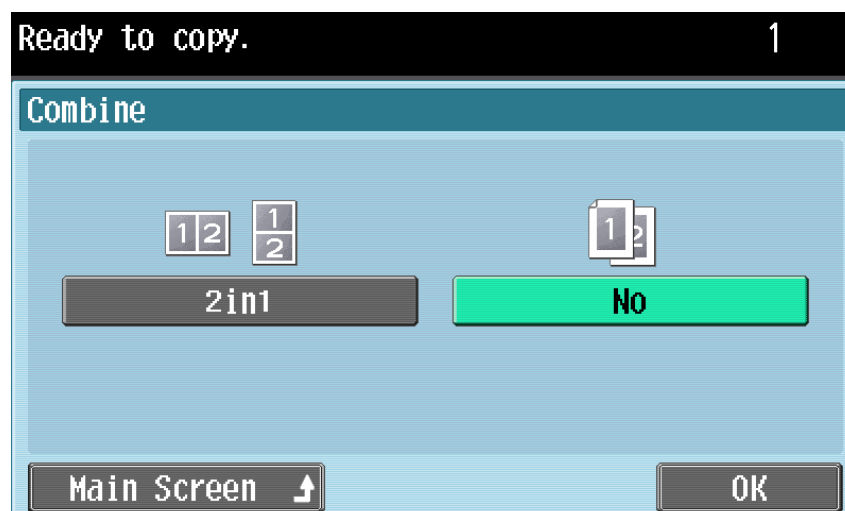 Ready to copy. 1
Combine
1 2 1 1 2
2
2in1 No
Main Screen OK